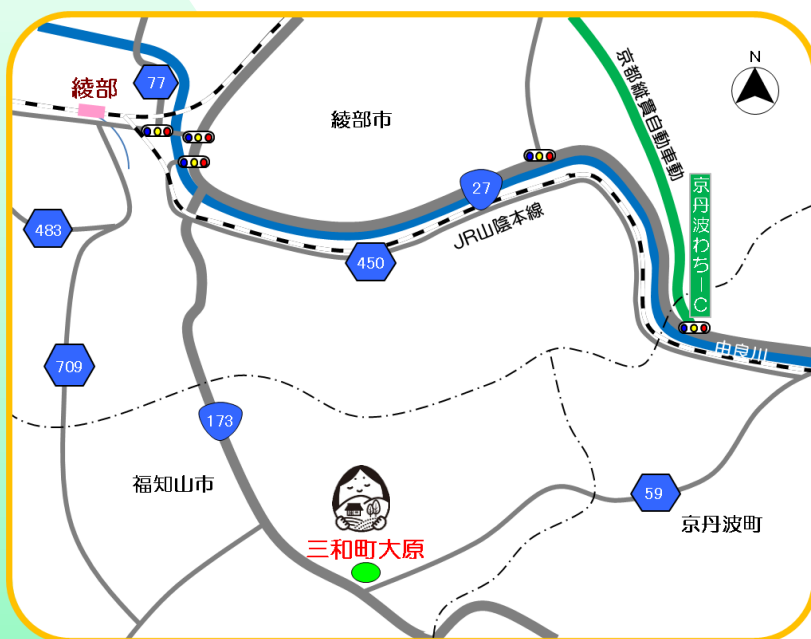 綾部
77
綾部市
N
京都縦貫自動車動
27
483
450
JR山陰本線
京丹波わちIC
由良川
709
173
福知山市
59
京丹波町
三和町大原